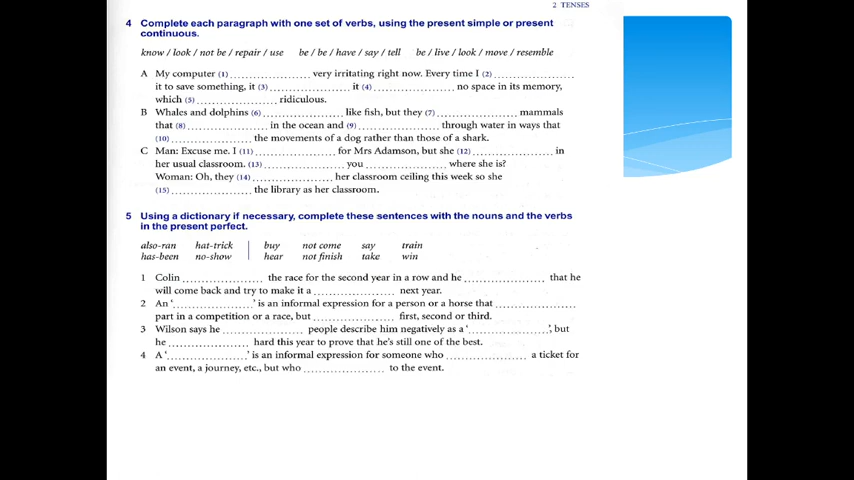 2 TENSES
4 Complete each paragraph with one set of verbs, using the present simple or present
continuous.
know / look / not be / repair / use be / be / have / say / tell be / live / look / move / resemble
A My computer (1) ..................... very irritating right now. Every time I (2) .....................
it to save something, it (3) ..................... it (4) ..................... no space in its memory,
which (5) ..................... ridiculous.
B Whales and dolphins (6) ..................... like fish, but they (7) ..................... mammals
that (8) ..................... in the ocean and (9) ..................... through water in ways that
(10) ..................... the movements of a dog rather than those of a shark.
C Man: Excuse me. I (11) ..................... for Mrs Adamson, but she (12) ..................... in
her usual classroom. (13) ..................... you ..................... where she is?
Woman: Oh, they (14) ..................... her classroom ceiling this week so she
(15) ..................... the library as her classroom.
5 Using a dictionary if necessary, complete these sentences with the nouns and the verbs
in the present perfect.
also-ran hat-trick buy not come say train
has-been no-show hear not finish take win
1 Colin ..................... the race for the second year in a row and he ..................... that he
will come back and try to make it a ..................... next year.
2 An '.....................' is an informal expression for a person or a horse that .....................
part in a competition or a race, but ..................... first, second or third.
3 Wilson says he ..................... people describe him negatively as a '.....................', but
he ..................... hard this year to prove that he's still one of the best.
4 A '.....................' is an informal expression for someone who ..................... a ticket for
an event, a journey, etc., but who ..................... to the event.